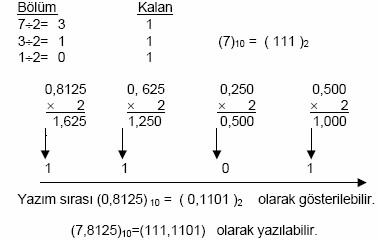 Bölüm Kalan
7÷2= 3 1
3÷2= 1 1 (7)10 = ( 111 )2
1÷2= 0 1
0,8125 0, 625 0,250 0,500
× 2 × 2 × 2 × 2
1,625 1,250 0,500 1,000
1 1 0 1
Yazım sırası (0,8125)10 = ( 0,1101 )2 olarak gösterilebilir.
(7,8125)10=(111,1101) olarak yazılabilir.